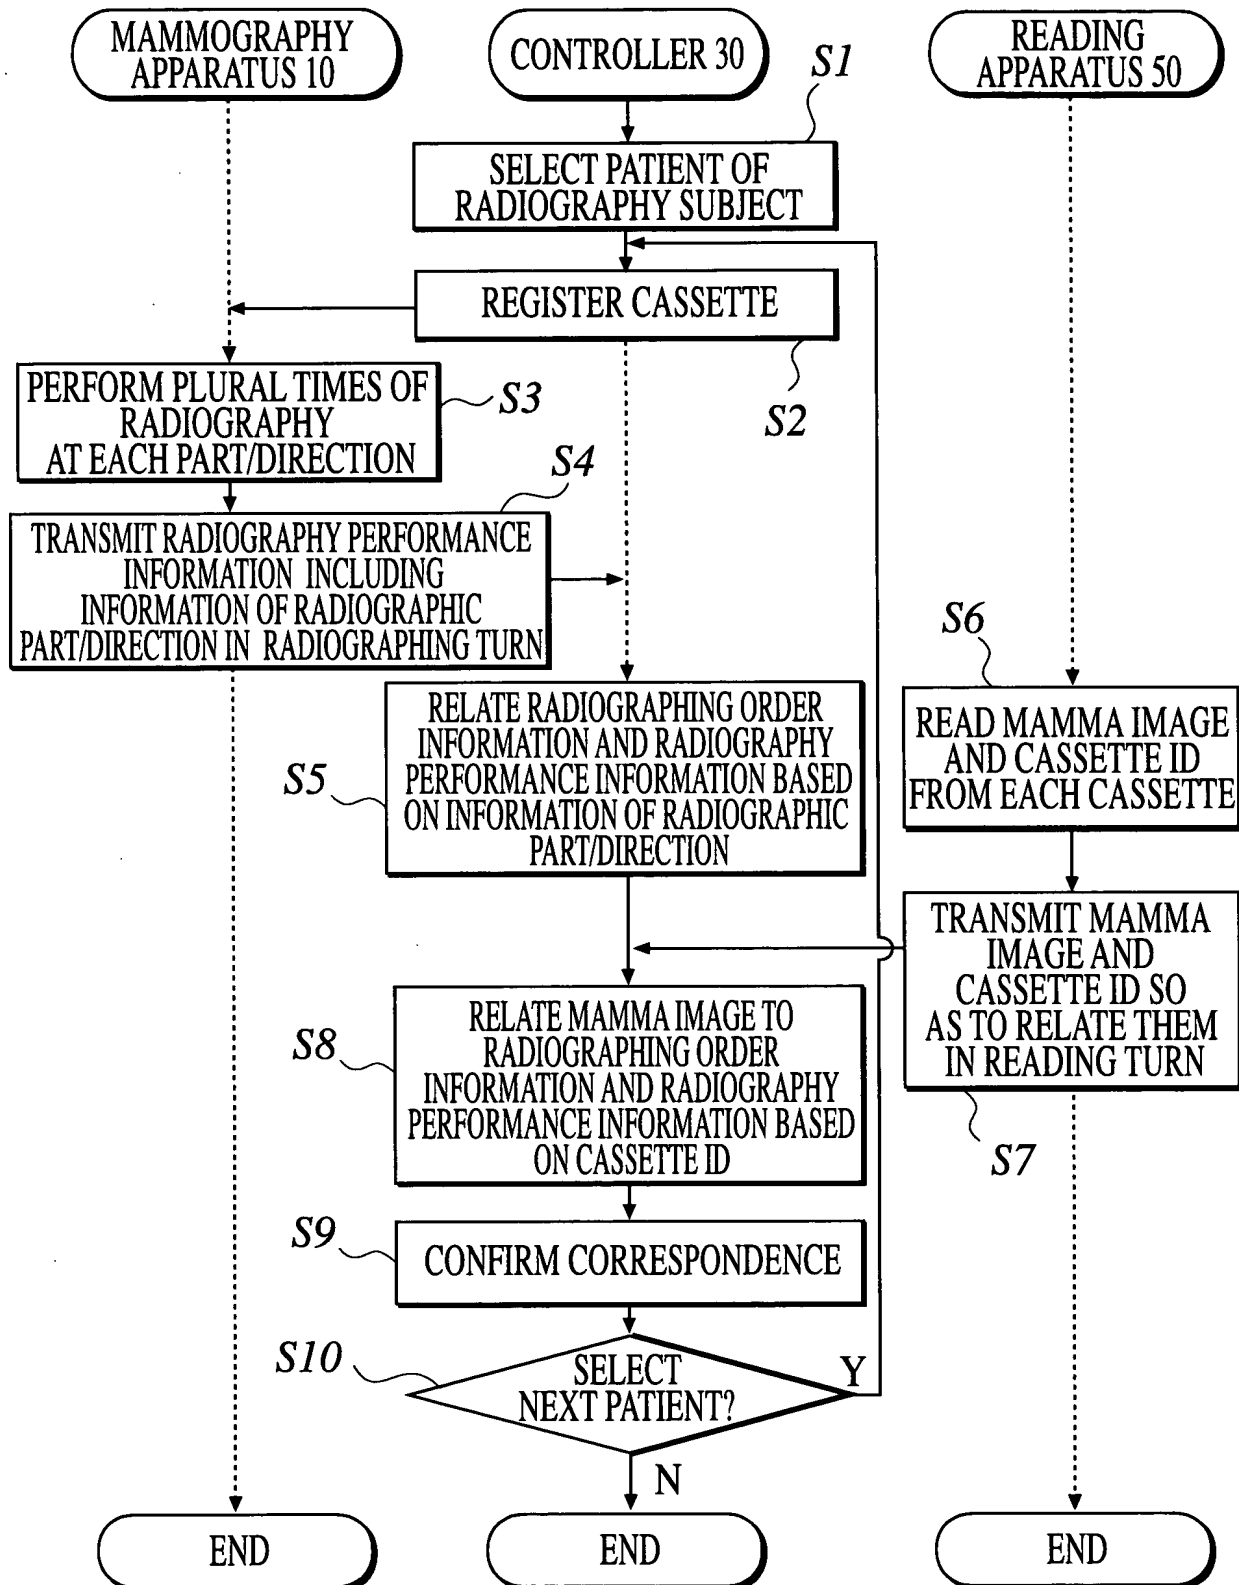 MAMMOGRAPHY
APPARATUS 10
CONTROLLER 30
READING
APPARATUS 50
S1
SELECT PATIENT OF
RADIOGRAPHY SUBJECT
REGISTER CASSETTE
S2
PERFORM PLURAL TIMES OF
RADIOGRAPHY
AT EACH PART/DIRECTION
S3
S4
TRANSMIT RADIOGRAPHY PERFORMANCE
INFORMATION INCLUDING
INFORMATION OF RADIOGRAPHIC
PART/DIRECTION IN RADIOGRAPHING TURN
S5
RELATE RADIOGRAPHING ORDER
INFORMATION AND RADIOGRAPHY
PERFORMANCE INFORMATION BASED
ON INFORMATION OF RADIOGRAPHIC
PART/DIRECTION
S6
READ MAMMA IMAGE
AND CASSETTE ID
FROM EACH CASSETTE
TRANSMIT MAMMA
IMAGE AND
CASSETTE ID SO
AS TO RELATE THEM
IN READING TURN
S7
S8
RELATE MAMMA IMAGE TO
RADIOGRAPHING ORDER
INFORMATION AND RADIOGRAPHY
PERFORMANCE INFORMATION BASED
ON CASSETTE ID
S9
CONFIRM CORRESPONDENCE
S10
SELECT
NEXT PATIENT?
Y
N
END
END
END